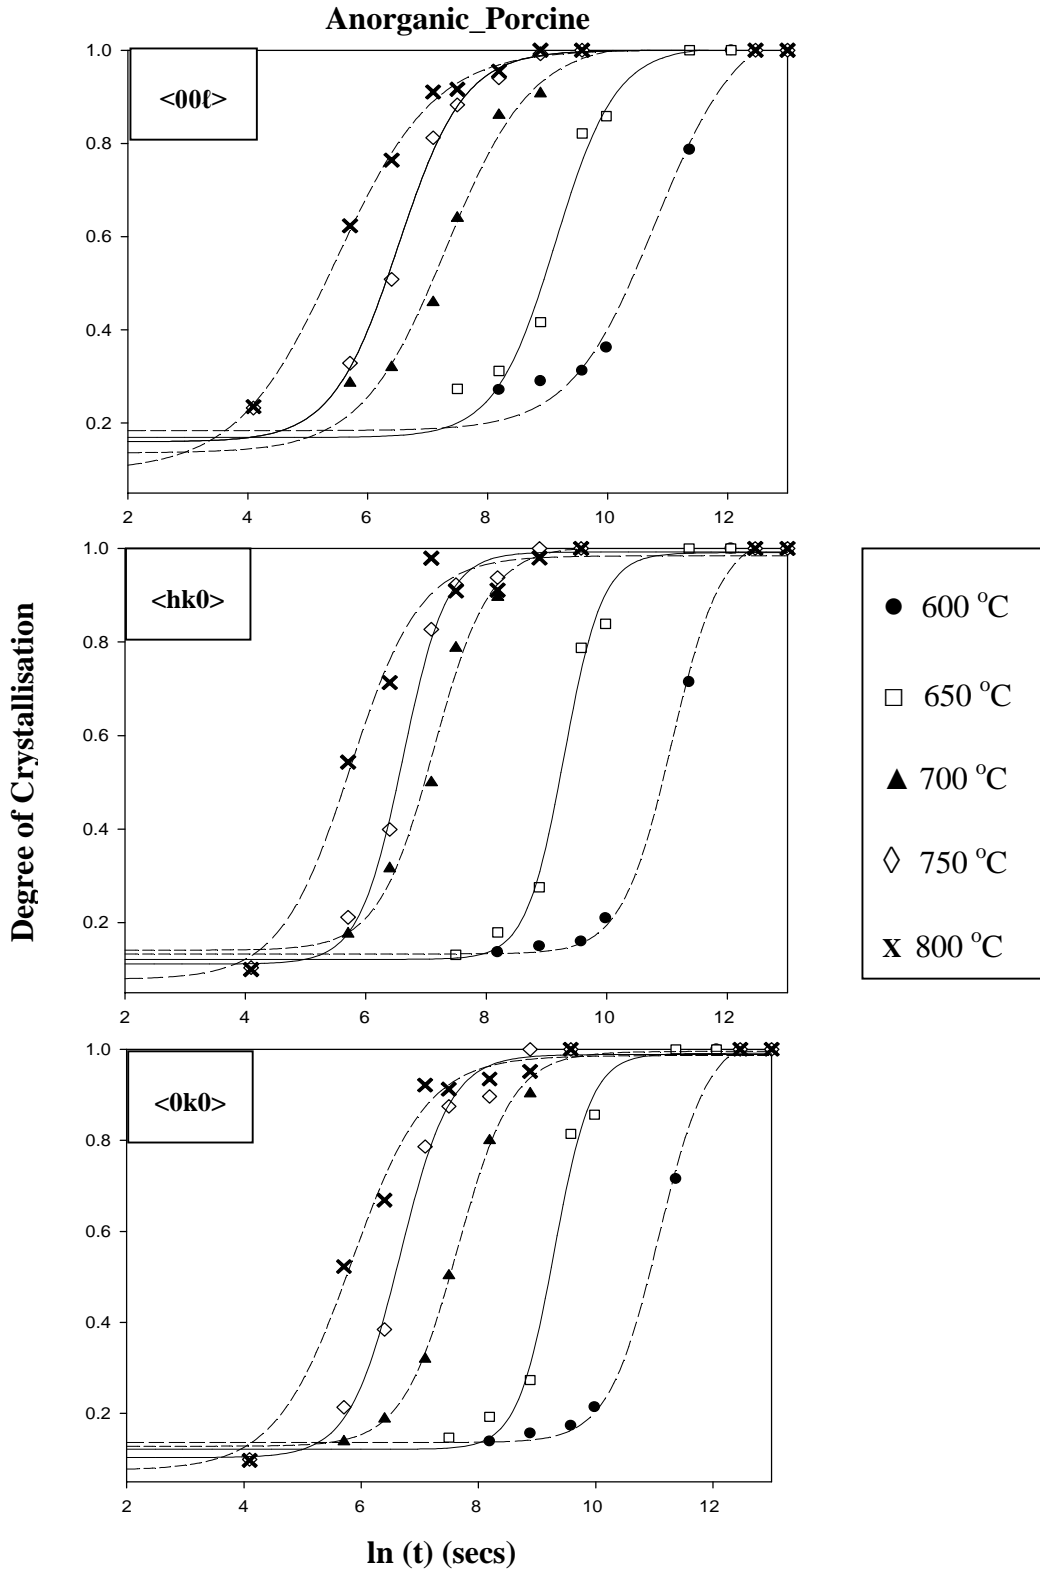 Anorganic_Porcine
<00ℓ>
1.0
0.8
0.6
0.4
0.2
2 4 6 8 10 12
<hk0>
1.0
0.8
0.6
0.4
0.2
2 4 6 8 10 12
<0k0>
1.0
0.8
0.6
0.4
0.2
2 4 6 8 10 12
Degree of Crystallisation
ln (t) (secs)
600 °C
650 °C
700 °C
750 °C
x 800 °C